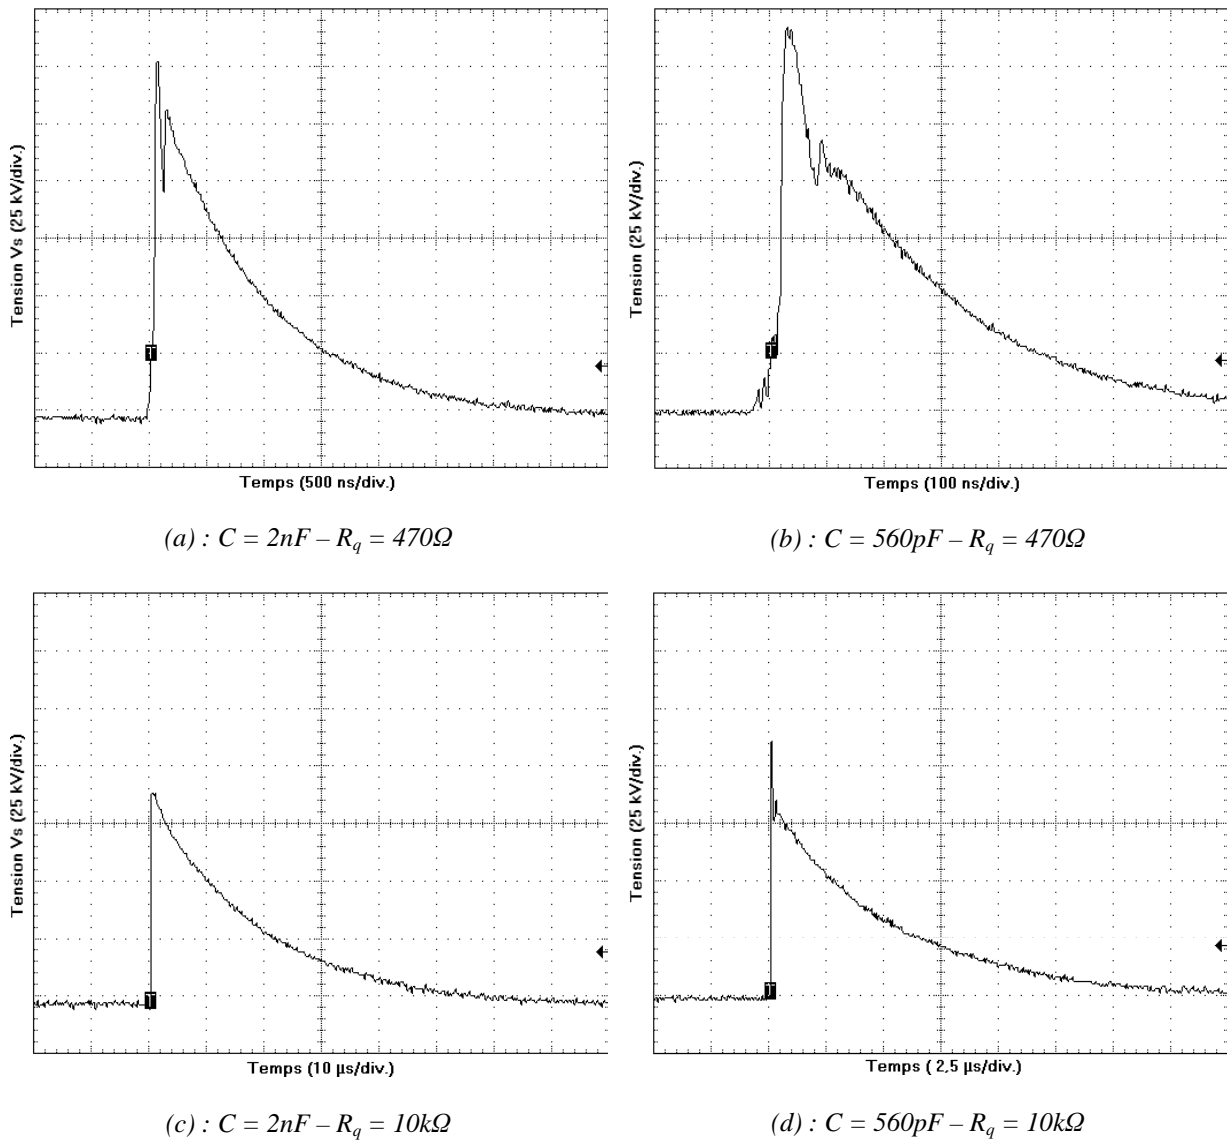 Tension Vs (25 kV/div.)
Temps (500 ns/div.)
(a) : C = 2nF – Rq = 470Ω
Tension (25 kV/div.)
Temps (100 ns/div.)
(b) : C = 560pF – Rq = 470Ω
Tension Vs (25 kV/div.)
Temps (10 µs/div.)
(c) : C = 2nF – Rq = 10kΩ
Tension (25 kV/div.)
Temps ( 2,5 µs/div.)
(d) : C = 560pF – Rq = 10kΩ